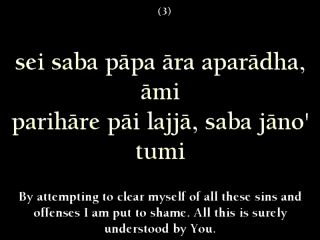 (3)
sei saba pāpa āra aparādha,
āmi
parihāre pāi lajjā, saba jāno'
tumi
By attempting to clear myself of all these sins and
offenses I am put to shame. All this is surely
understood by You.